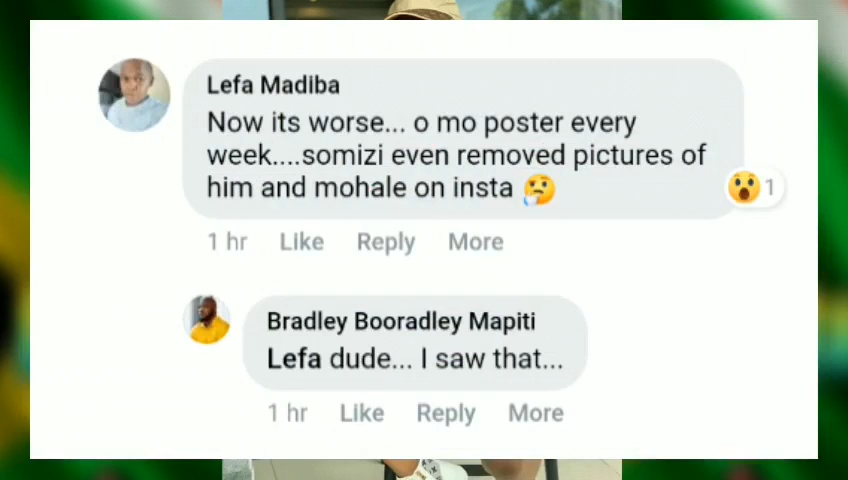 Lefa Madiba
Now its worse... o mo poster every
week....somizi even removed pictures of
him and mohale on insta 🤔
1
1 hr Like Reply More
Bradley Booradley Mapiti
Lefa dude... I saw that...
1 hr Like Reply More